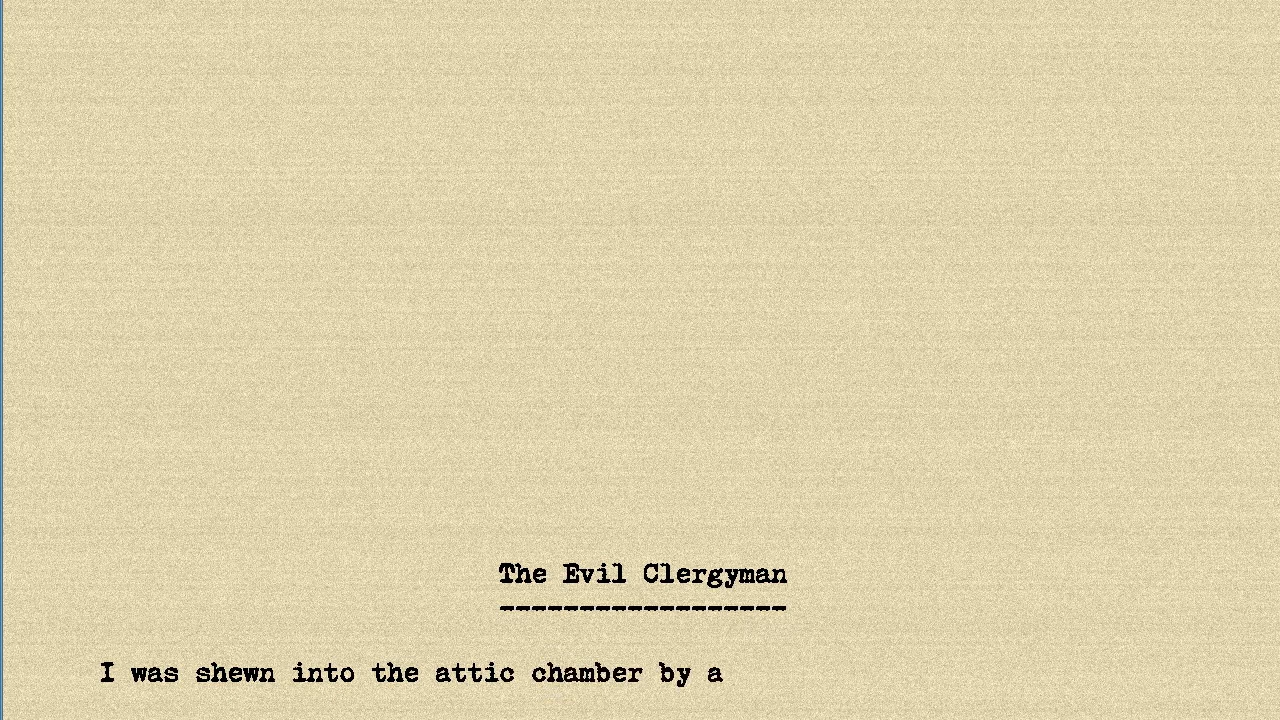 The Evil Clergyman
------------------
I was shewn into the attic chamber by a